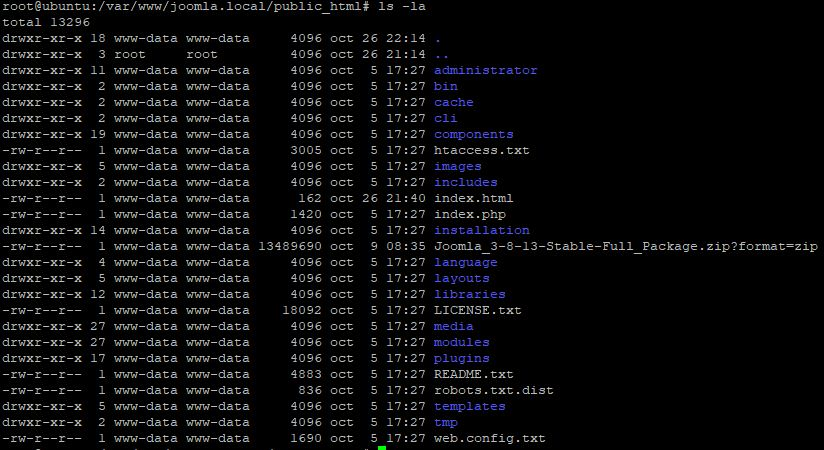 root@ubuntu:/var/www/joomla.local/public_html# ls -la
total 13296
drwxr-xr-x 18 www-data www-data     4096 oct 26 22:14 .
drwxr-xr-x  3 root     root         4096 oct 26 21:14 ..
drwxr-xr-x 11 www-data www-data     4096 oct  5 17:27 administrator
drwxr-xr-x  2 www-data www-data     4096 oct  5 17:27 bin
drwxr-xr-x  2 www-data www-data     4096 oct  5 17:27 cache
drwxr-xr-x  2 www-data www-data     4096 oct  5 17:27 cli
drwxr-xr-x 19 www-data www-data     4096 oct  5 17:27 components
-rw-r--r--  1 www-data www-data     3005 oct  5 17:27 htaccess.txt
drwxr-xr-x  5 www-data www-data     4096 oct  5 17:27 images
drwxr-xr-x  2 www-data www-data     4096 oct  5 17:27 includes
-rw-r--r--  1 www-data www-data      162 oct 26 21:40 index.html
-rw-r--r--  1 www-data www-data     1420 oct  5 17:27 index.php
drwxr-xr-x 14 www-data www-data     4096 oct  5 17:27 installation
-rw-r--r--  1 www-data www-data 13489690 oct  9 08:35 Joomla_3-8-13-Stable-Full_Package.zip?format=zip
drwxr-xr-x  4 www-data www-data     4096 oct  5 17:27 language
drwxr-xr-x  5 www-data www-data     4096 oct  5 17:27 layouts
drwxr-xr-x 12 www-data www-data     4096 oct  5 17:27 libraries
-rw-r--r--  1 www-data www-data    18092 oct  5 17:27 LICENSE.txt
drwxr-xr-x 27 www-data www-data     4096 oct  5 17:27 media
drwxr-xr-x 27 www-data www-data     4096 oct  5 17:27 modules
drwxr-xr-x 17 www-data www-data     4096 oct  5 17:27 plugins
-rw-r--r--  1 www-data www-data     4883 oct  5 17:27 README.txt
-rw-r--r--  1 www-data www-data      836 oct  5 17:27 robots.txt.dist
drwxr-xr-x  5 www-data www-data     4096 oct  5 17:27 templates
drwxr-xr-x  2 www-data www-data     4096 oct  5 17:27 tmp
-rw-r--r--  1 www-data www-data     1690 oct  5 17:27 web.config.txt